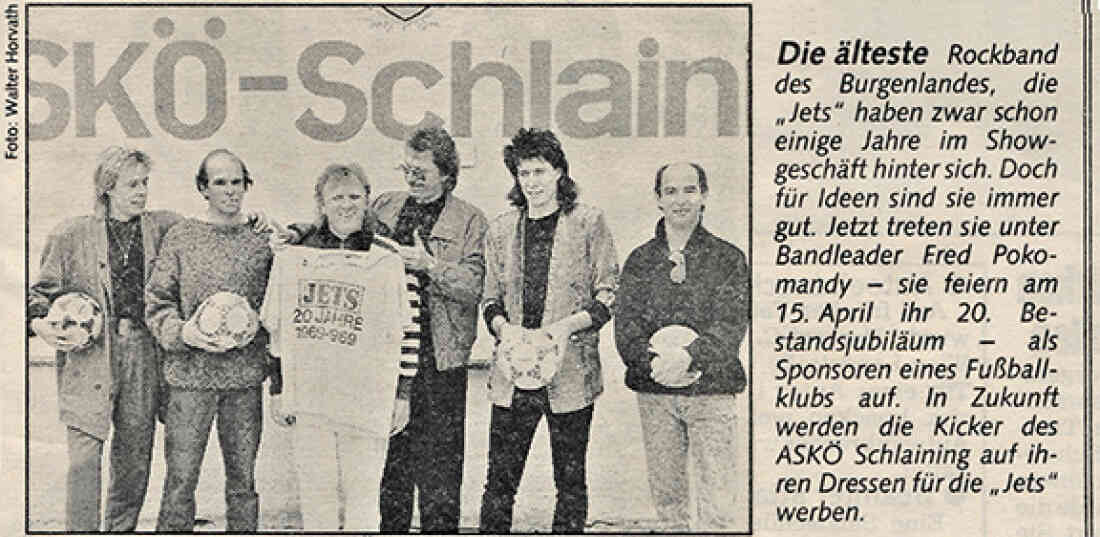 Foto: Walter Horvath
SKÖ-Schlain
JETS
20 JAHRE
1969-989
Die älteste Rockband
des Burgenlandes, die
„Jets“ haben zwar schon
einige Jahre im Show-
geschäft hinter sich. Doch
für Ideen sind sie immer
gut. Jetzt treten sie unter
Bandleader Fred Poko-
mandy – sie feiern am
15. April ihr 20. Be-
standsjubiläum – als
Sponsoren eines Fußball-
klubs auf. In Zukunft
werden die Kicker des
ASKÖ Schlaining auf ih-
ren Dressen für die „Jets“
werben.